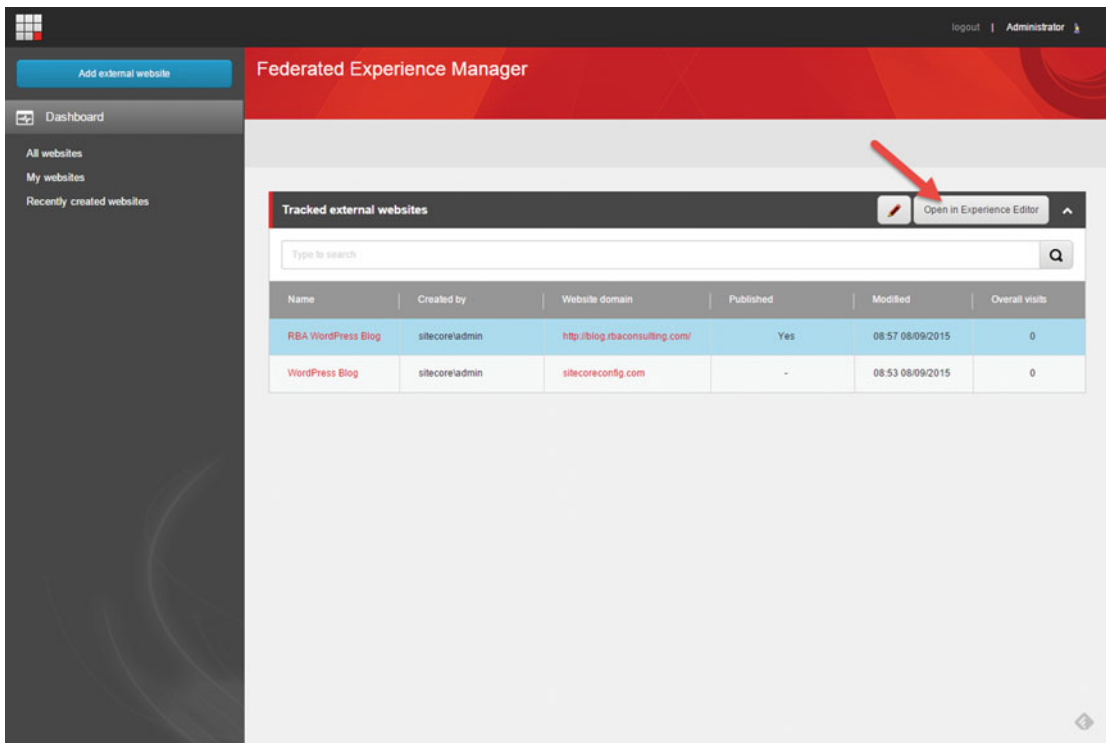 logout | Administrator
Add external website
Federated Experience Manager
Dashboard
All websites
My websites
Recently created websites
Tracked external websites
Open in Experience Editor
Type to search
Name Created by Website domain Published Modified Overall visits
RBA WordPress Blog sitecore\admin http://blog.rbaconsulting.com/ Yes 08:57 08/09/2015 0
WordPress Blog sitecore\admin sitecoreconfig.com - 08:53 08/09/2015 0